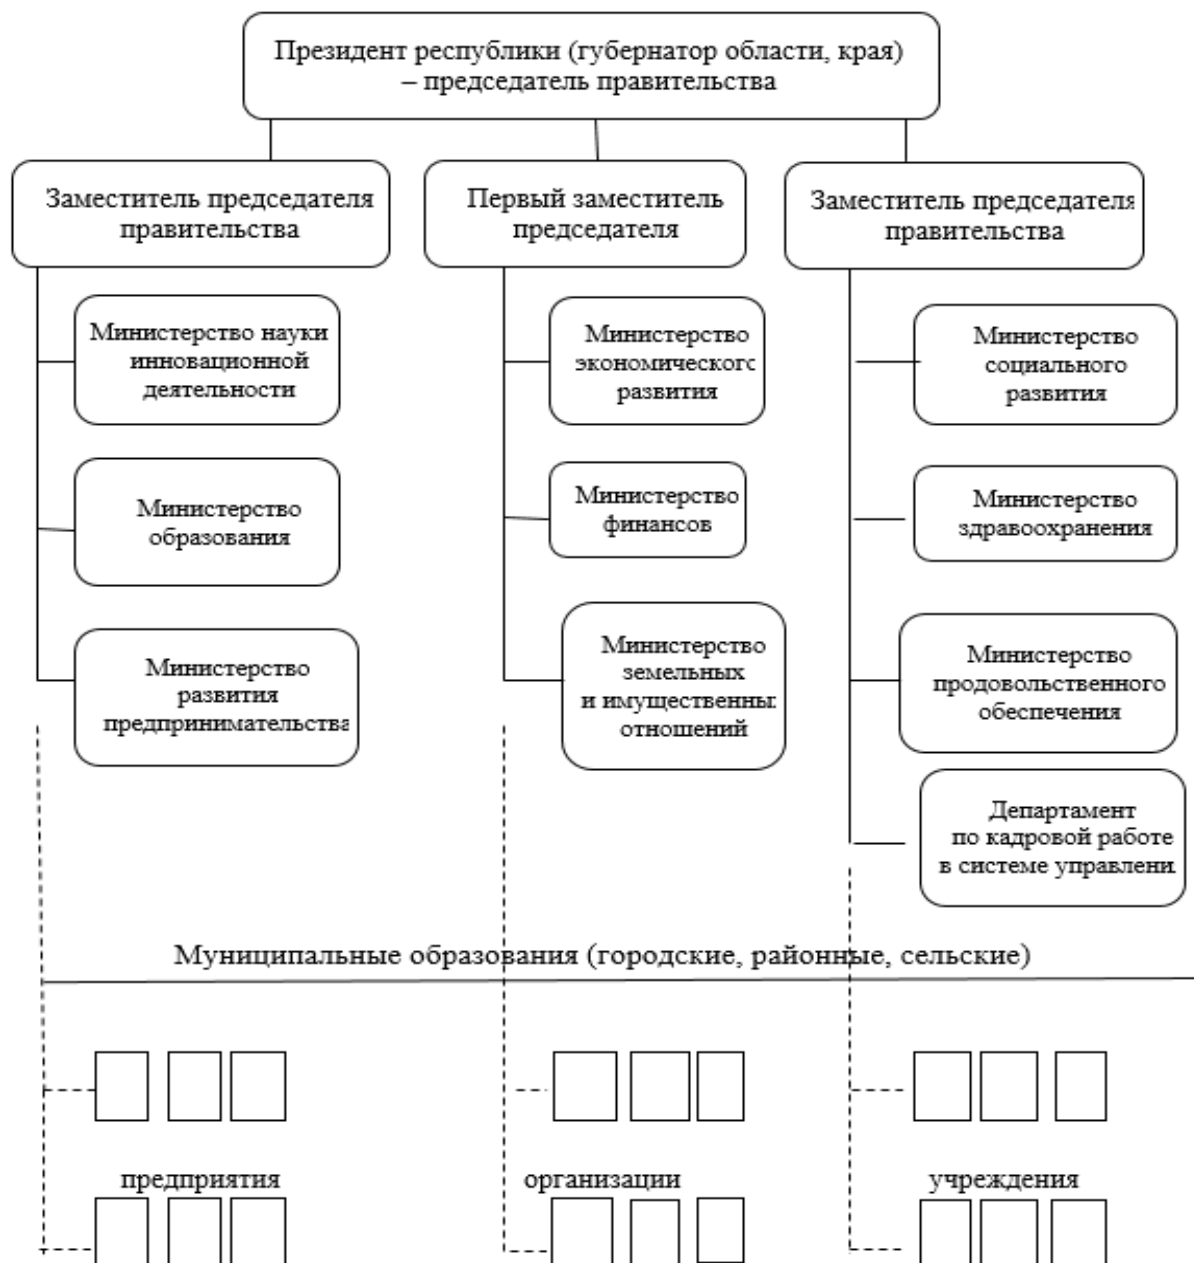 Президент республики (губернатор области, края)
– председатель правительства
Заместитель председателя
правительства
Первый заместитель
председателя
Заместитель председателя
правительства
Министерство науки
инновационной
деятельности
Министерство
образования
Министерство
развития
предпринимательства
Министерство
экономического
развития
Министерство
финансов
Министерство
земельных
и имущественны
отношений
Министерство
социального
развития
Министерство
здравоохранения
Министерство
продовольственного
обеспечения
Департамент
по кадровой работе
в системе управлени
Муниципальные образования (городские, районные, сельские)
предприятия
организации
учреждения